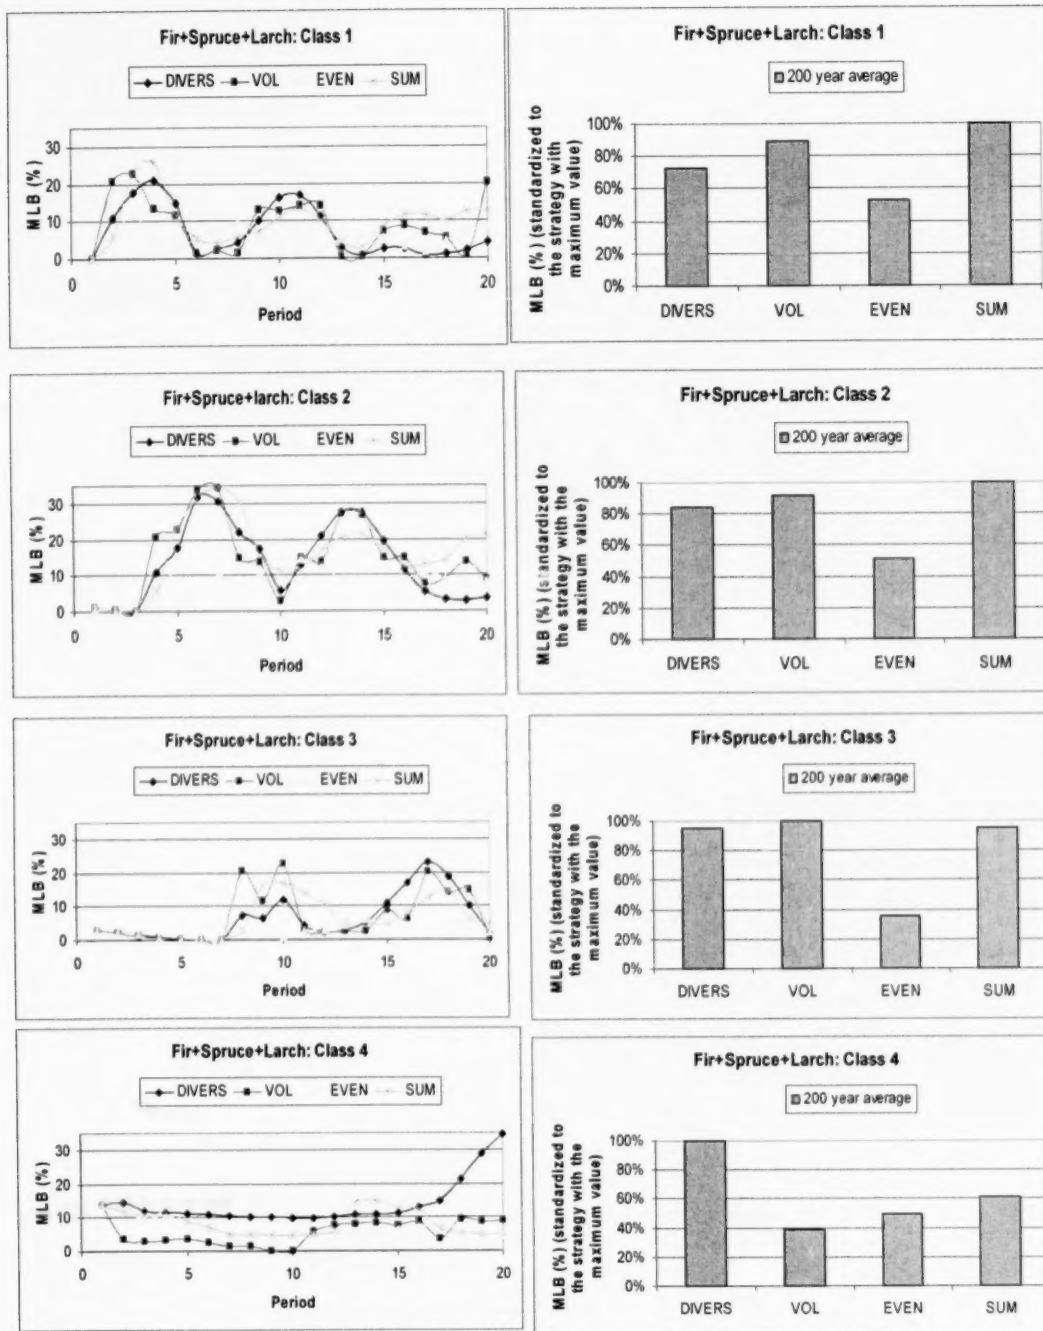 Fir+Spruce+Larch: Class 1
DIVERS VOL EVEN SUM
MLB (%)
30
20
10
0
0 5 10 15 20
Period
Fir+Spruce+Larch: Class 1
200 year average
MLB (%) (standardized to
the strategy with
maximum value)
100%
80%
60%
40%
20%
0%
DIVERS VOL EVEN SUM
Fir+Spruce+larch: Class 2
DIVERS VOL EVEN SUM
MLB (%)
30
20
10
0
0 5 10 15 20
Period
Fir+Spruce+Larch: Class 2
200 year average
MLB (%) (standardized to
the strategy with the
maximum value)
100%
80%
60%
40%
20%
0%
DIVERS VOL EVEN SUM
Fir+Spruce+Larch: Class 3
DIVERS VOL EVEN SUM
MLB (%)
30
20
10
0
0 5 10 15 20
Period
Fir+Spruce+Larch: Class 3
200 year average
MLB (%) (standardized to
the strategy with the
maximum value)
100%
80%
60%
40%
20%
0%
DIVERS VOL EVEN SUM
Fir+Spruce+Larch: Class 4
DIVERS VOL EVEN SUM
MLB (%)
30
20
10
0
0 5 10 15 20
Period
Fir+Spruce+Larch: Class 4
200 year average
MLB (%) (standardized to
the strategy with the
maximum value)
100%
80%
60%
40%
20%
0%
DIVERS VOL EVEN SUM